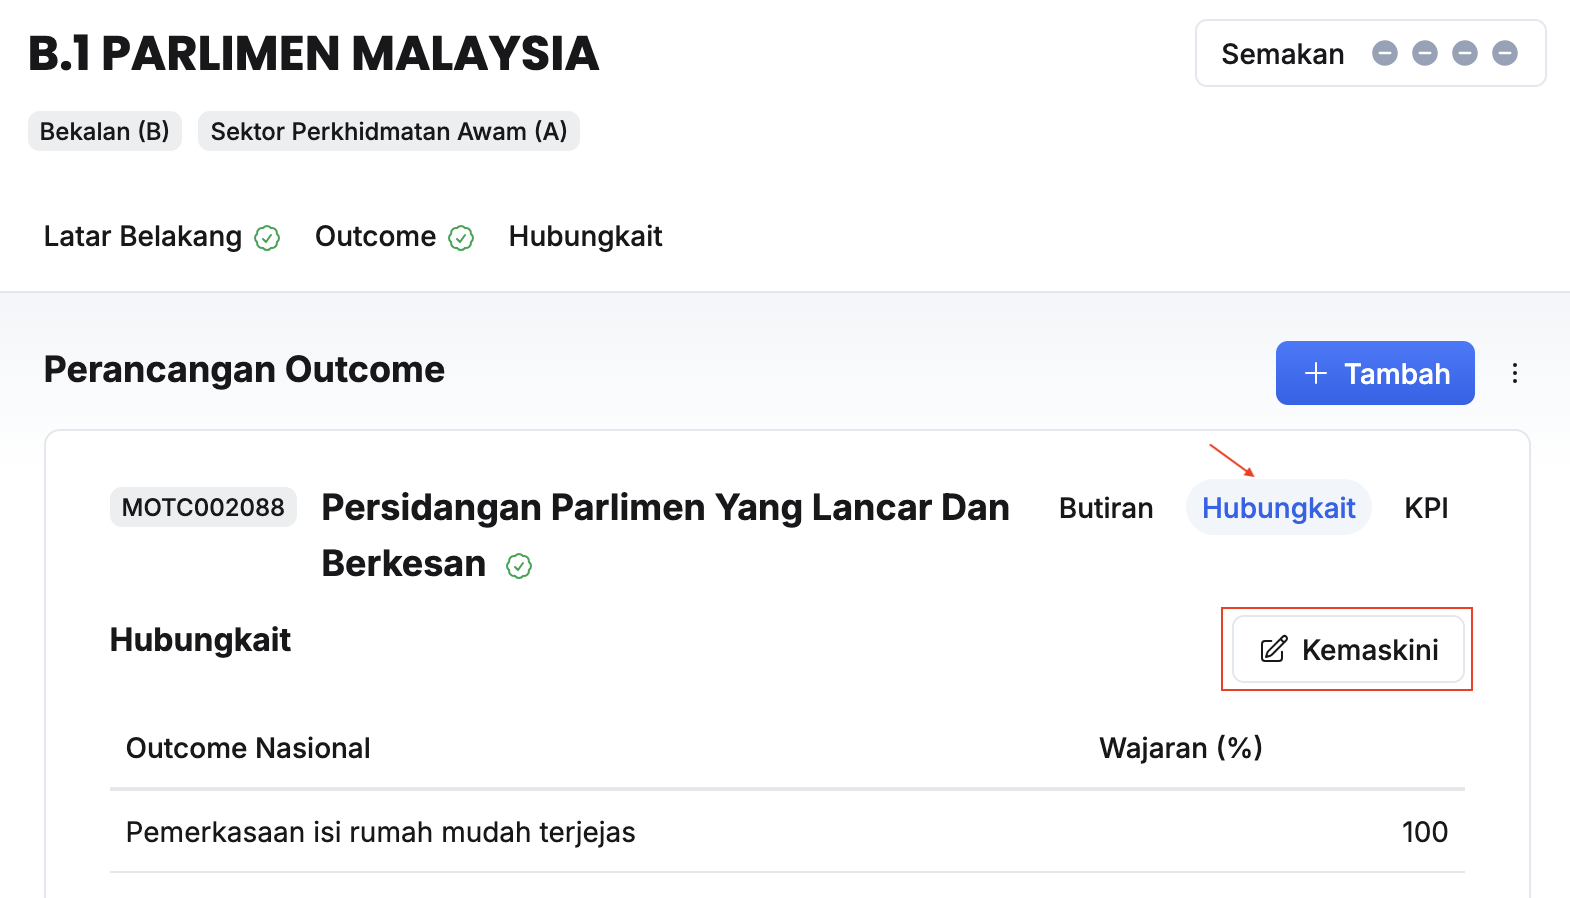 B.1 PARLIMEN MALAYSIA
Semakan
Bekalan (B) Sektor Perkhidmatan Awam (A)
Latar Belakang Outcome Hubungkait
Perancangan Outcome
+ Tambah
MOTC002088 Persidangan Parlimen Yang Lancar Dan
Berkesan
Butiran Hubungkait KPI
Hubungkait
Kemaskini
Outcome Nasional Wajaran (%)
Pemerkasaan isi rumah mudah terjejas 100